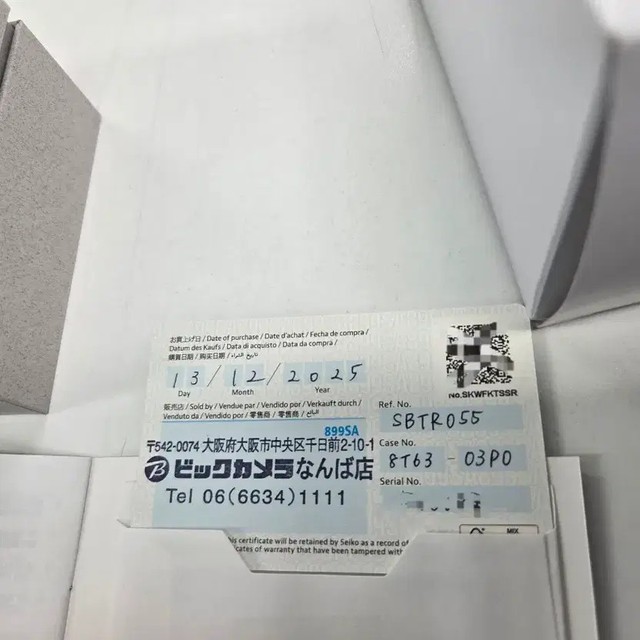 お買上げ日 / Date of purchase / Date d'achat / Fecha de compra /
Datum des Kaufs / Data di acquisto / Data da compra /
購買日期 / 购买日期 / تاريخ الشراء
13 / 12 / 2025
Day Month Year
販売店 / Sold by / Vendue par / Vendido por / Verkauft durch /
Venduto da / Vendido por / 零售商 / 零售商 / البائع
899SA
〒542-0074 大阪府大阪市中央区千日前2-10-1
B ビックカメラなんば店
Tel 06(6634)1111
No.SKWFKTSSR
Ref. No.
SBTR055
Case No.
8T63 - 03P0
Serial No.
MIX
is certificate will be retained by Seiko as a record of
icates of warranty that have been tampered with